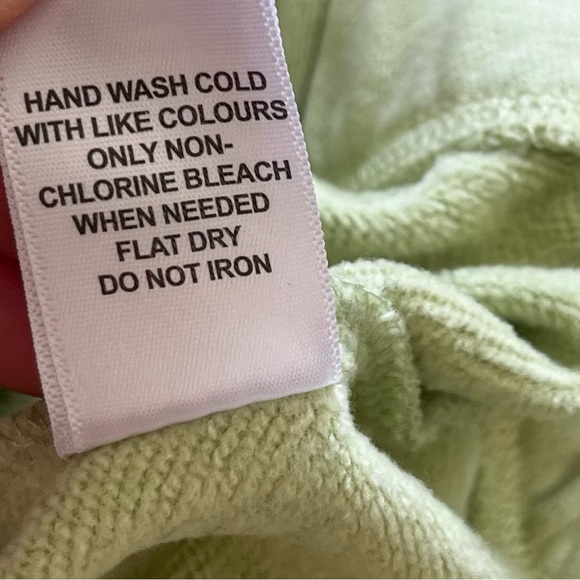 HAND WASH COLD
WITH LIKE COLOURS
ONLY NON-
CHLORINE BLEACH
WHEN NEEDED
FLAT DRY
DO NOT IRON